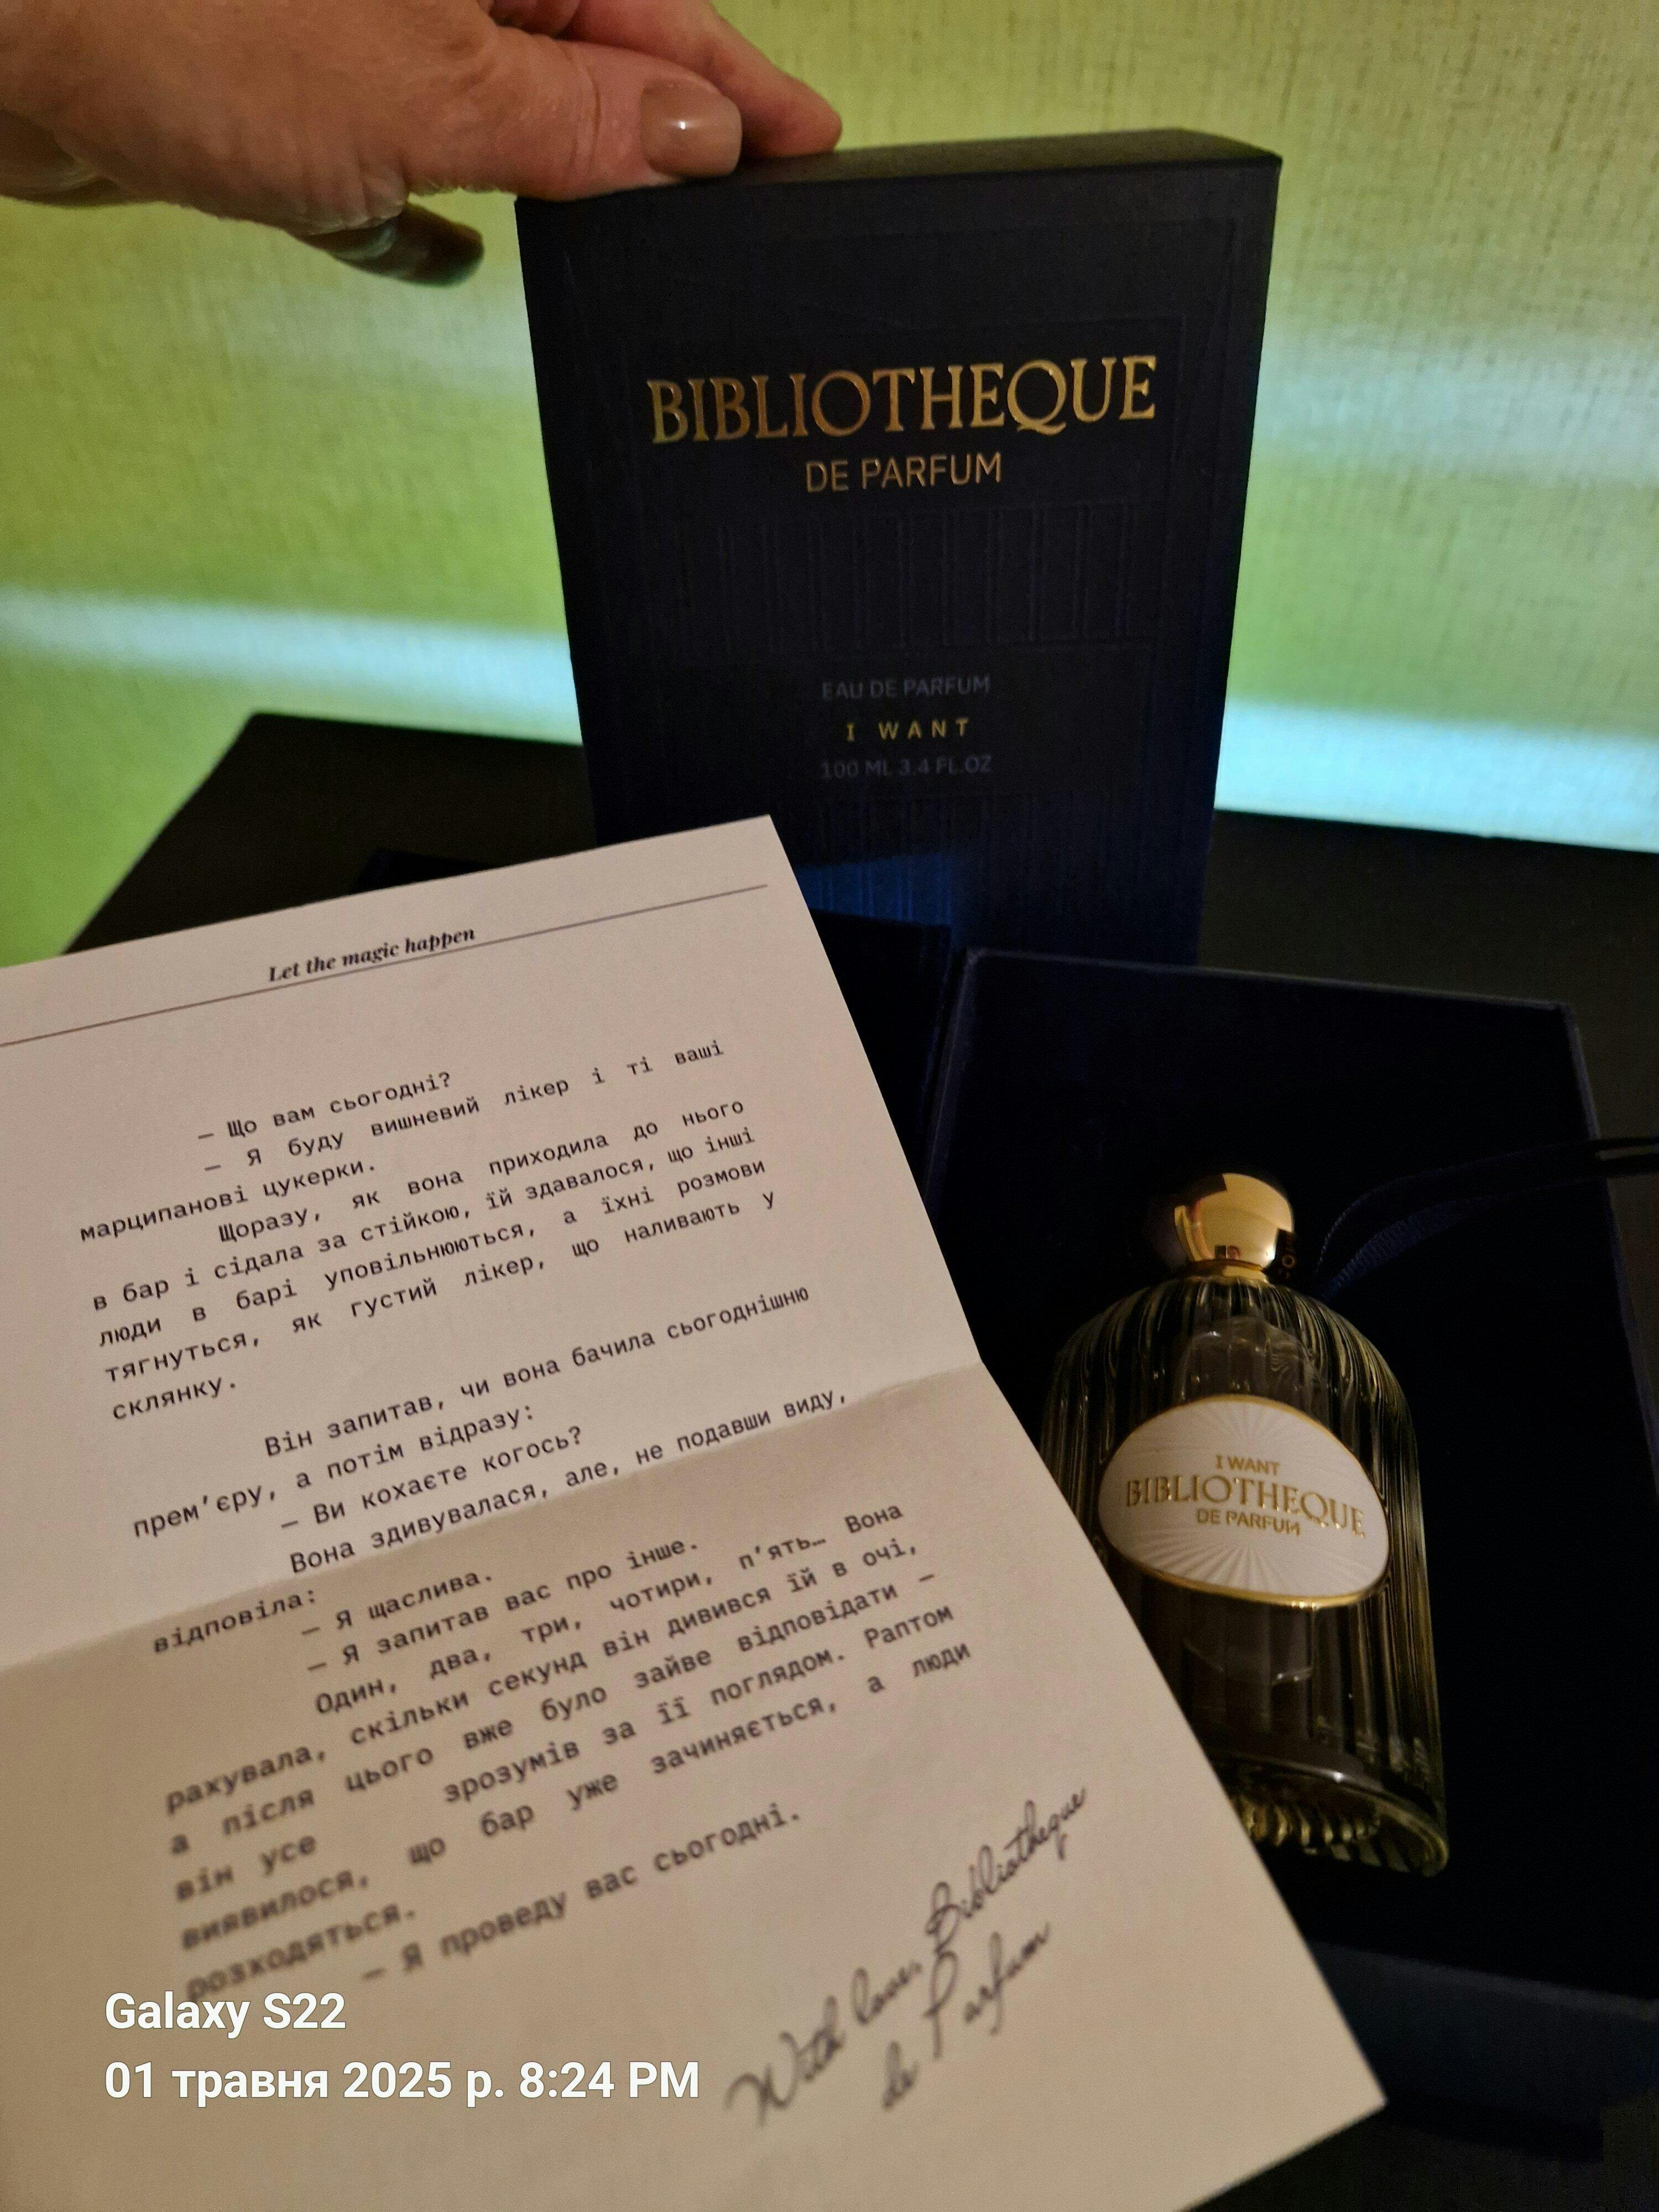 BIBLIOTHEQUE
DE PARFUM
EAU DE PARFUM
I WANT
100 ML 3.4 FL.OZ
Let the magic happen
– Що вам сьогодні?
– Я буду вишневий лікер і ті ваші
марципанові цукерки.
Щоразу, як вона приходила до нього
в бар і сідала за стійкою, їй здавалося, що інші
люди в барі уповільнюються, а їхні розмови
тягнуться, як густий лікер, що наливають у
склянку.
Він запитав, чи вона бачила сьогоднішню
прем’єру, а потім відразу:
– Ви кохаєте когось?
Вона здивувалася, але, не подавши виду,
відповіла:
– Я щаслива.
– Я запитав вас про інше.
Один, два, три, чотири, п’ять… Вона
рахувала, скільки секунд він дивився їй в очі,
а після цього вже було зайве відповідати –
він усе зрозумів за її поглядом. Раптом
виявилося, що бар уже зачиняється, а люди
розходяться.
– Я проведу вас сьогодні.
With love, Bibliotheque
de Parfum
I WANT
BIBLIOTHEQUE
DE PARFUM
Galaxy S22
01 травня 2025 р. 8:24 PM